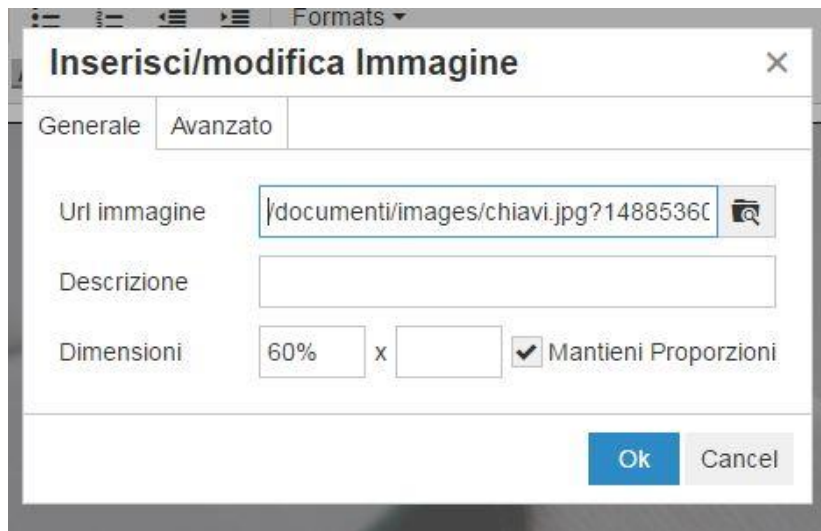 Formats
Inserisci/modifica Immagine
Generale Avanzato
Url immagine /documenti/images/chiavi.jpg?14885360
Descrizione
Dimensioni 60% x Mantieni Proporzioni
Ok Cancel